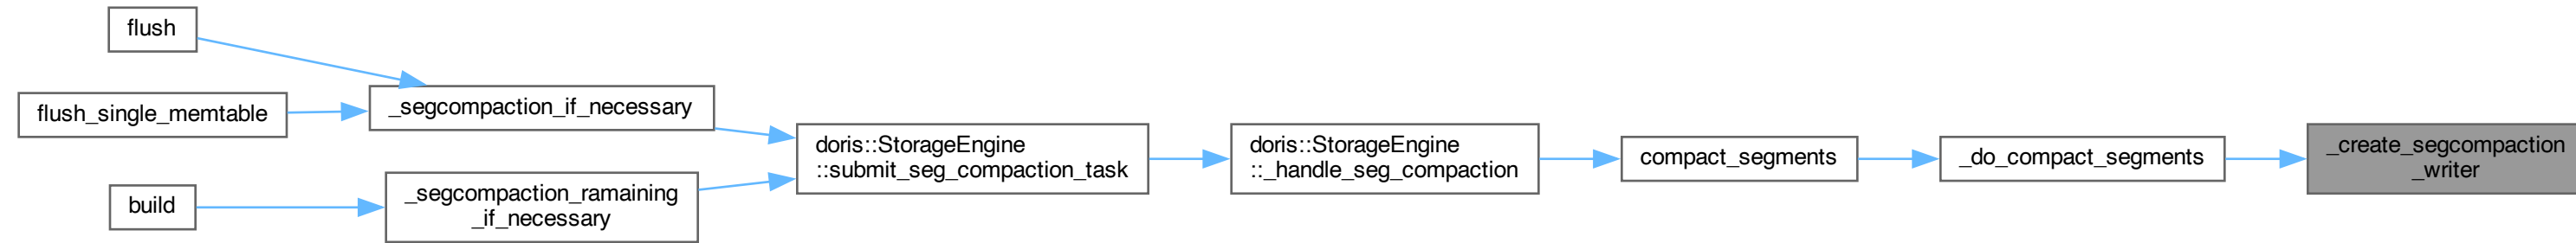 flush
flush_single_memtable
build
_segcompaction_if_necessary
_segcompaction_ramaining
_if_necessary
doris::StorageEngine
::submit_seg_compaction_task
doris::StorageEngine
::_handle_seg_compaction
compact_segments
_do_compact_segments
_create_segcompaction
_writer